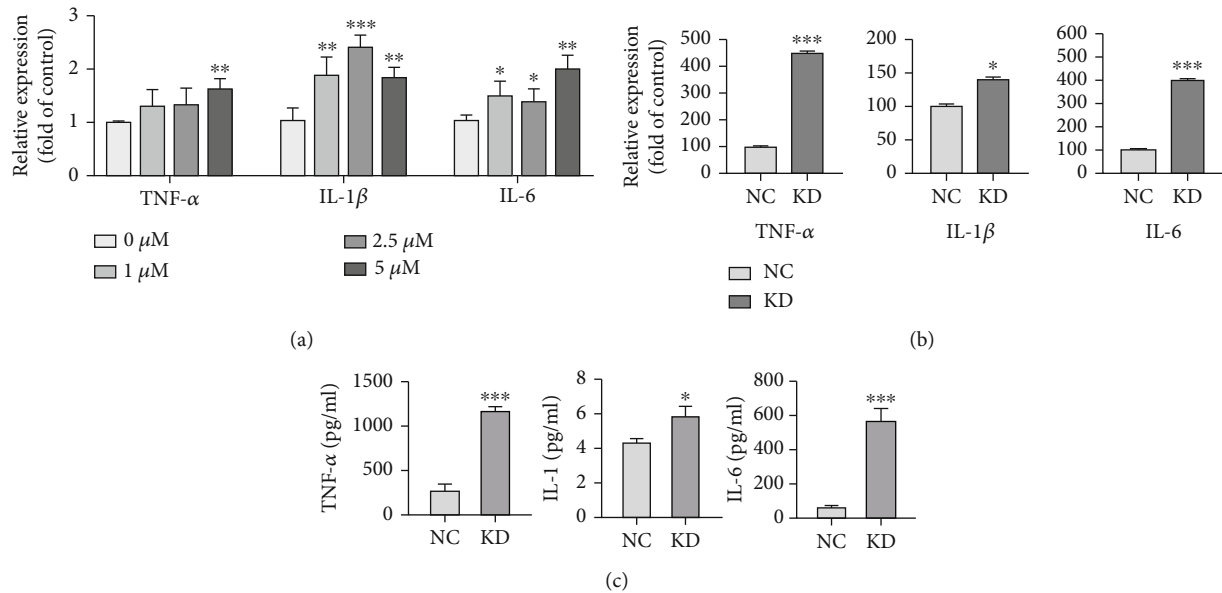 Relative expression
(fold of control)
3
2
1
0
** *** ** ** * * **
TNF-α IL-1β IL-6
0 μM
1 μM
2.5 μM
5 μM
(a)
Relative expression
(fold of control)
500
400
300
200
100
0
***
NC KD
TNF-α
200
150
100
50
0
*
NC KD
IL-1β
600
500
400
300
200
100
0
***
NC KD
IL-6
NC
KD
(b)
TNF-α (pg/ml)
1500
1000
500
0
***
NC KD
IL-1 (pg/ml)
8
6
4
2
0
*
NC KD
IL-6 (pg/ml)
800
600
400
200
0
***
NC KD
(c)